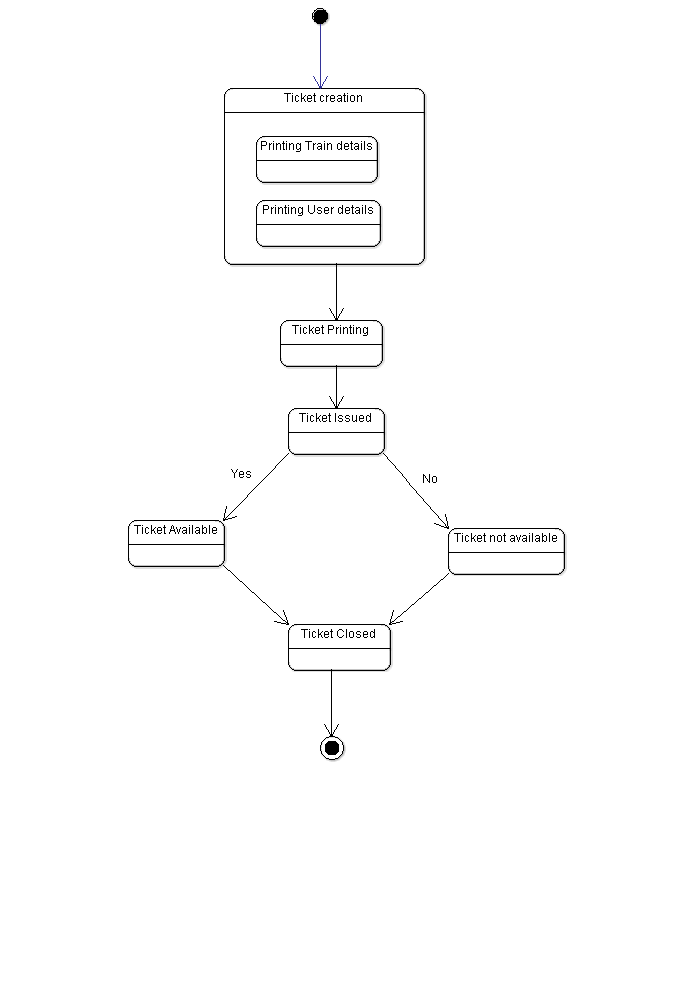 Ticket creation
Printing Train details
Printing User details
Ticket Printing
Ticket Issued
Yes
No
Ticket Available
Ticket not available
Ticket Closed